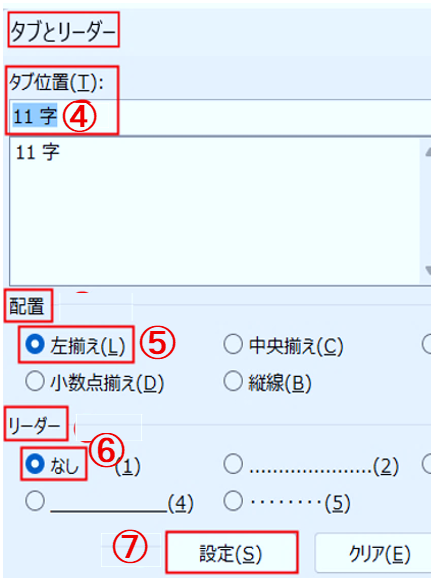 タブとリーダー
タブ位置(T):
11 字 ④
11 字
配置
左揃え(L) ⑤ 中央揃え(C)
小数点揃え(D) 縦線(B)
リーダー
なし (1) ⑥ ......................(2)
____________(4) ········(5)
⑦ 設定(S) クリア(E)